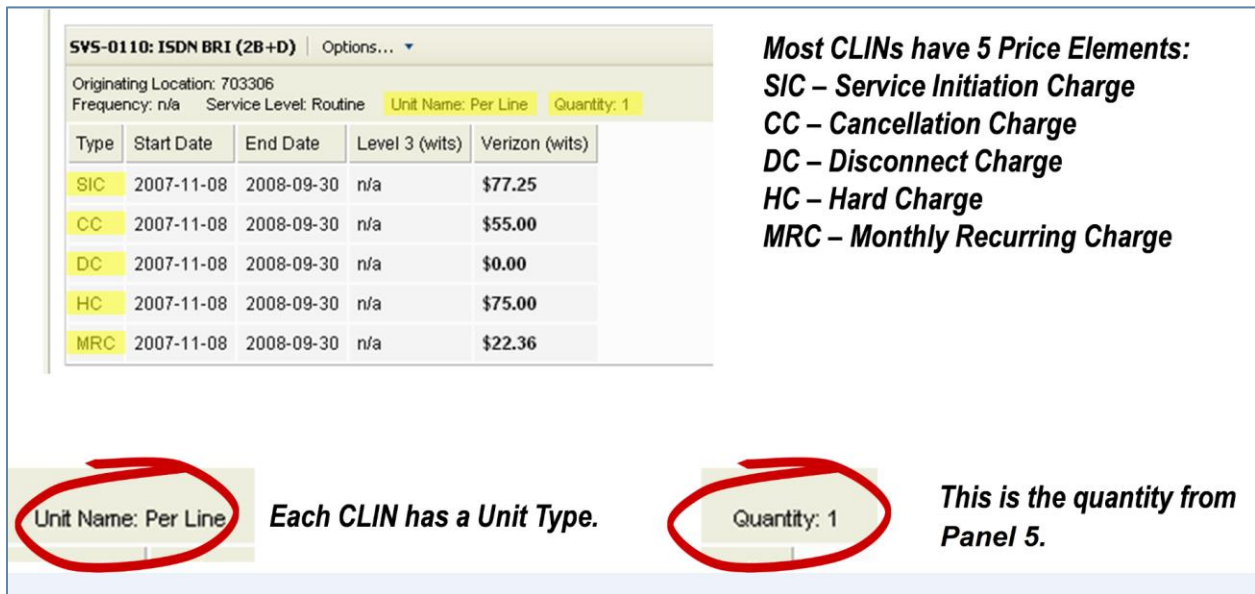 SVS-0110: ISDN BRI (2B+D) | Options...
Originating Location: 703306
Frequency: n/a Service Level: Routine Unit Name: Per Line Quantity: 1
Type Start Date End Date Level 3 (wits) Verizon (wits)
SIC 2007-11-08 2008-09-30 n/a $77.25
CC 2007-11-08 2008-09-30 n/a $55.00
DC 2007-11-08 2008-09-30 n/a $0.00
HC 2007-11-08 2008-09-30 n/a $75.00
MRC 2007-11-08 2008-09-30 n/a $22.36
Most CLINs have 5 Price Elements:
SIC – Service Initiation Charge
CC – Cancellation Charge
DC – Disconnect Charge
HC – Hard Charge
MRC – Monthly Recurring Charge
Unit Name: Per Line
Each CLIN has a Unit Type.
Quantity: 1
This is the quantity from
Panel 5.